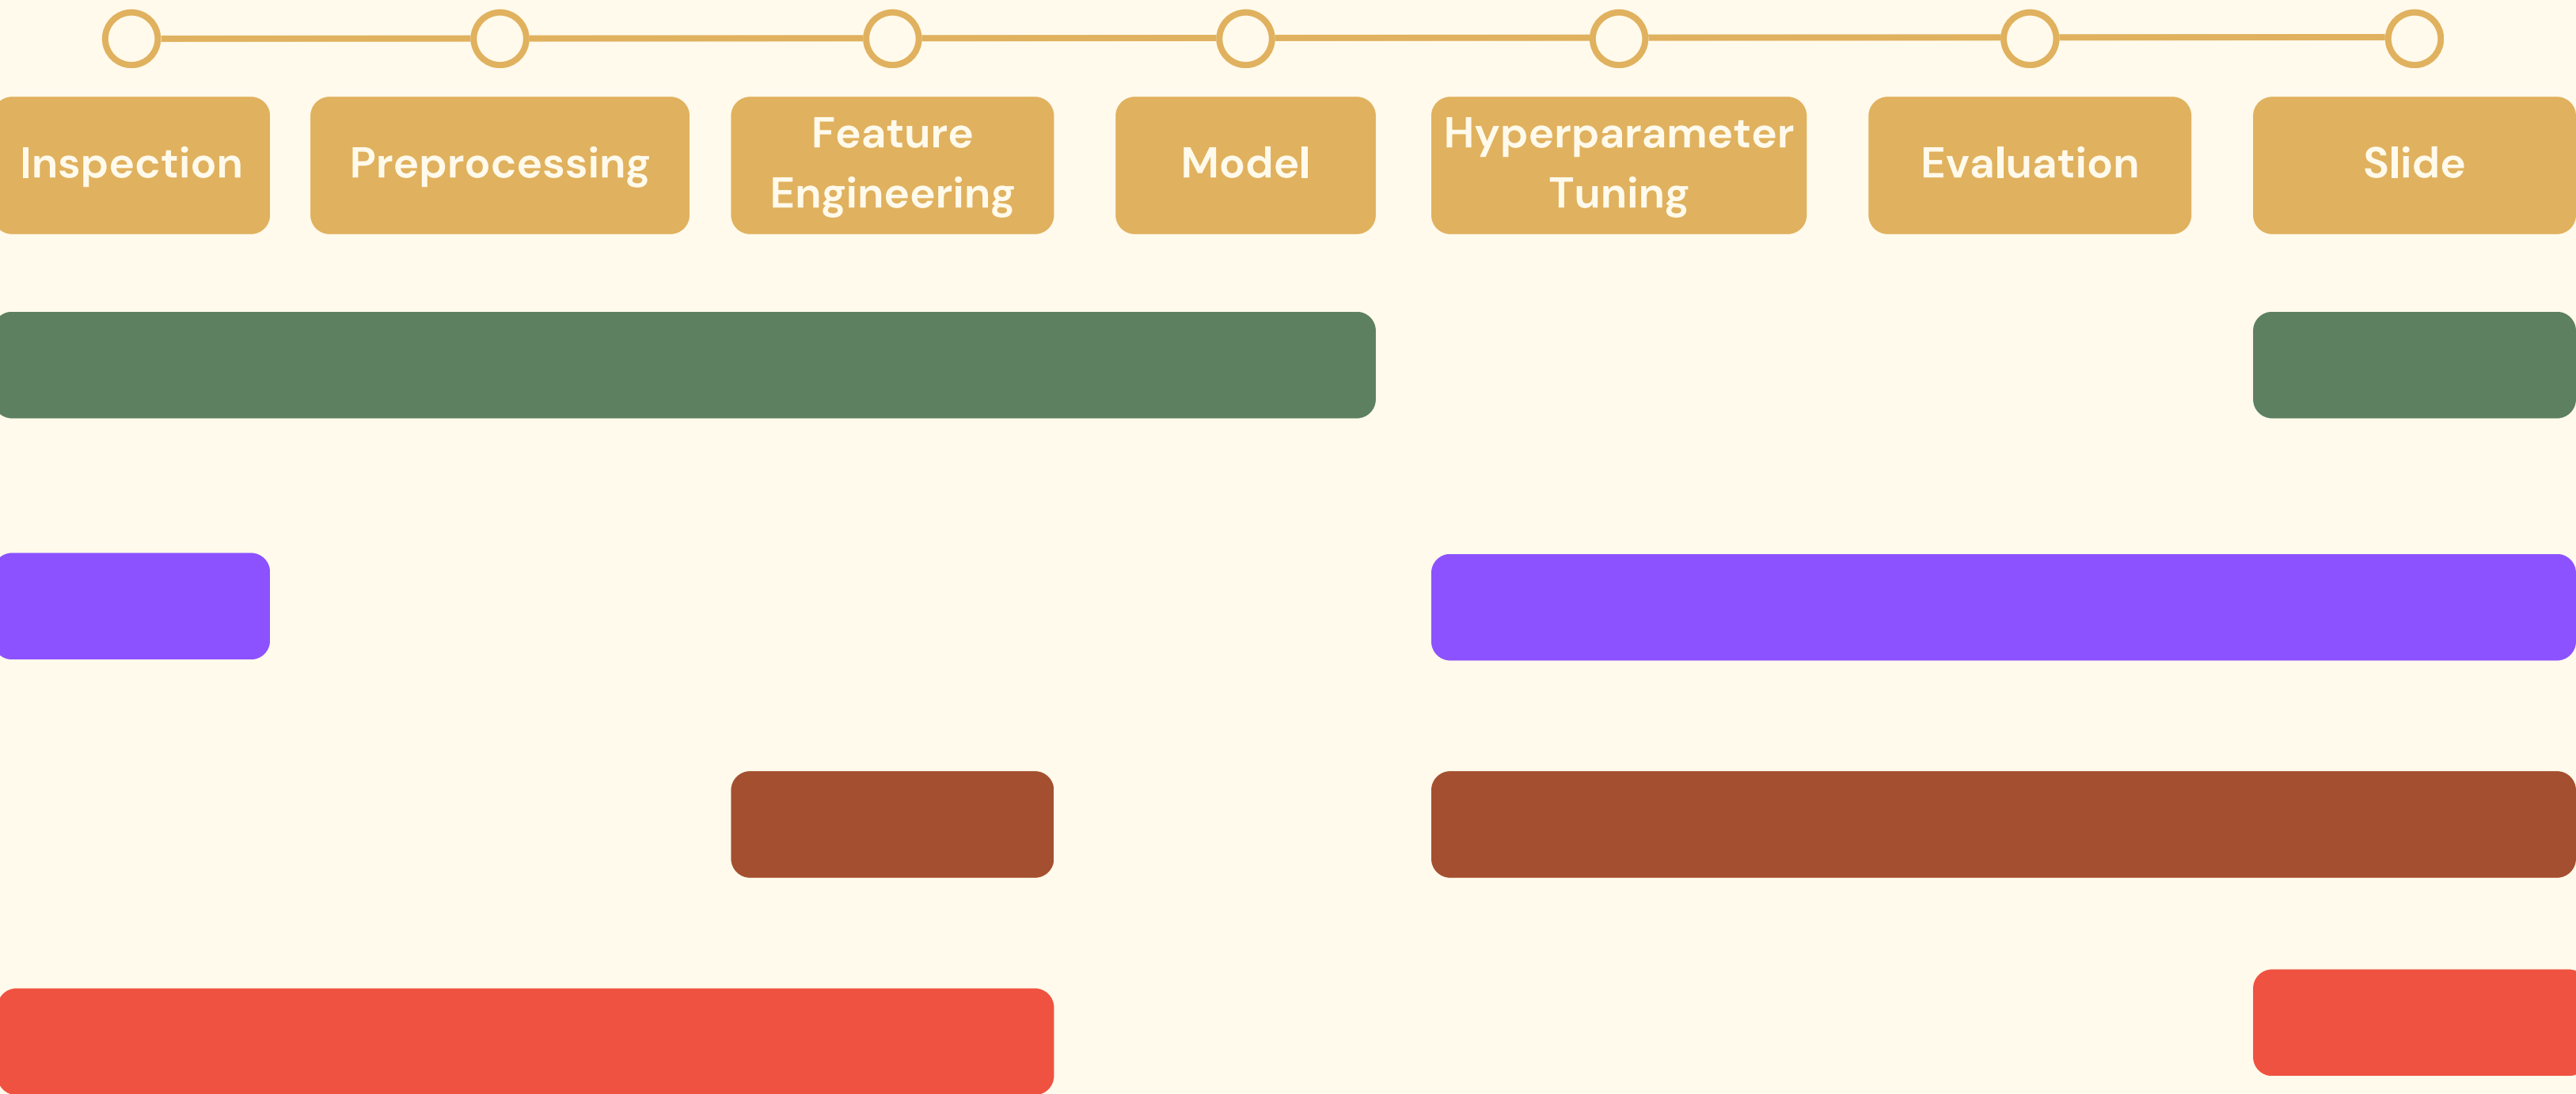 Inspection
Preprocessing
Feature
Engineering
Model
Hyperparameter
Tuning
Evaluation
Slide